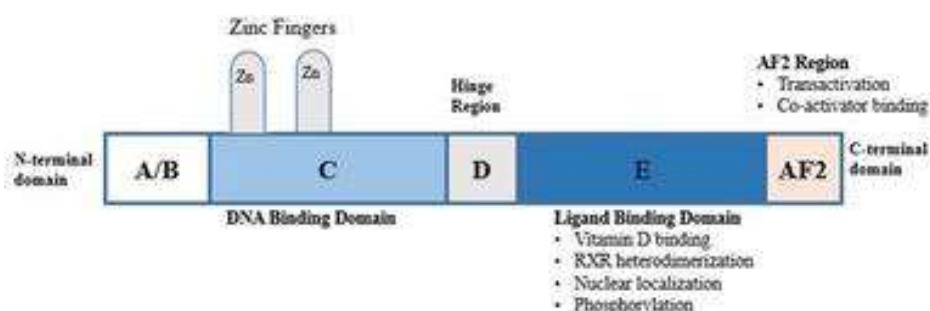 Zinc Fingers
Zn
Zn
AF2 Region
• Transactivation
• Co-activator binding
Hinge
Region
N-terminal
domain
A/B
C
D
E
AF2
C-terminal
domain
DNA Binding Domain
Ligand Binding Domain
• Vitamin D binding
• RXR heterodimerization
• Nuclear localization
• Phosphorylation